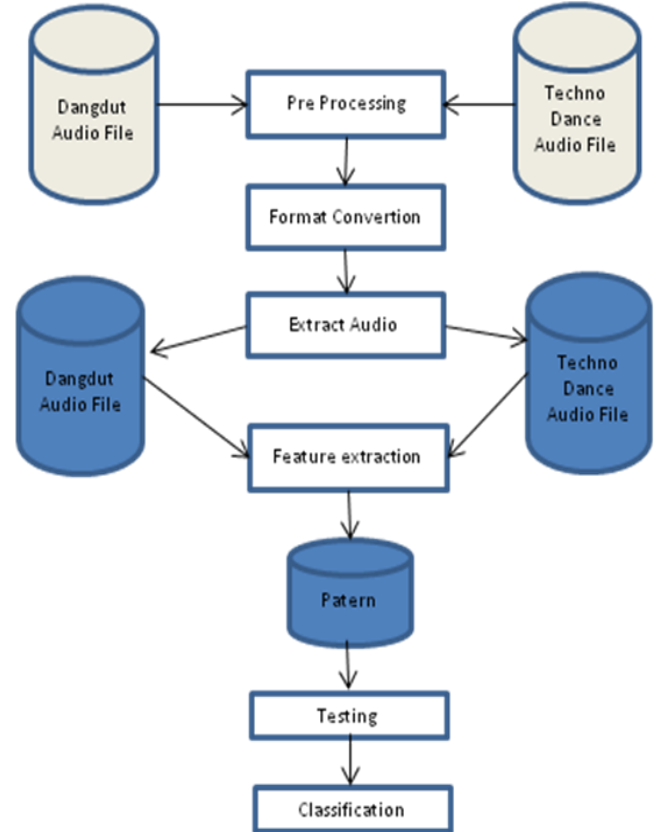 Dangdut
Audio File
Pre Processing
Techno
Dance
Audio File
Format Convertion
Extract Audio
Dangdut
Audio File
Techno
Dance
Audio File
Feature extraction
Patern
Testing
Classification